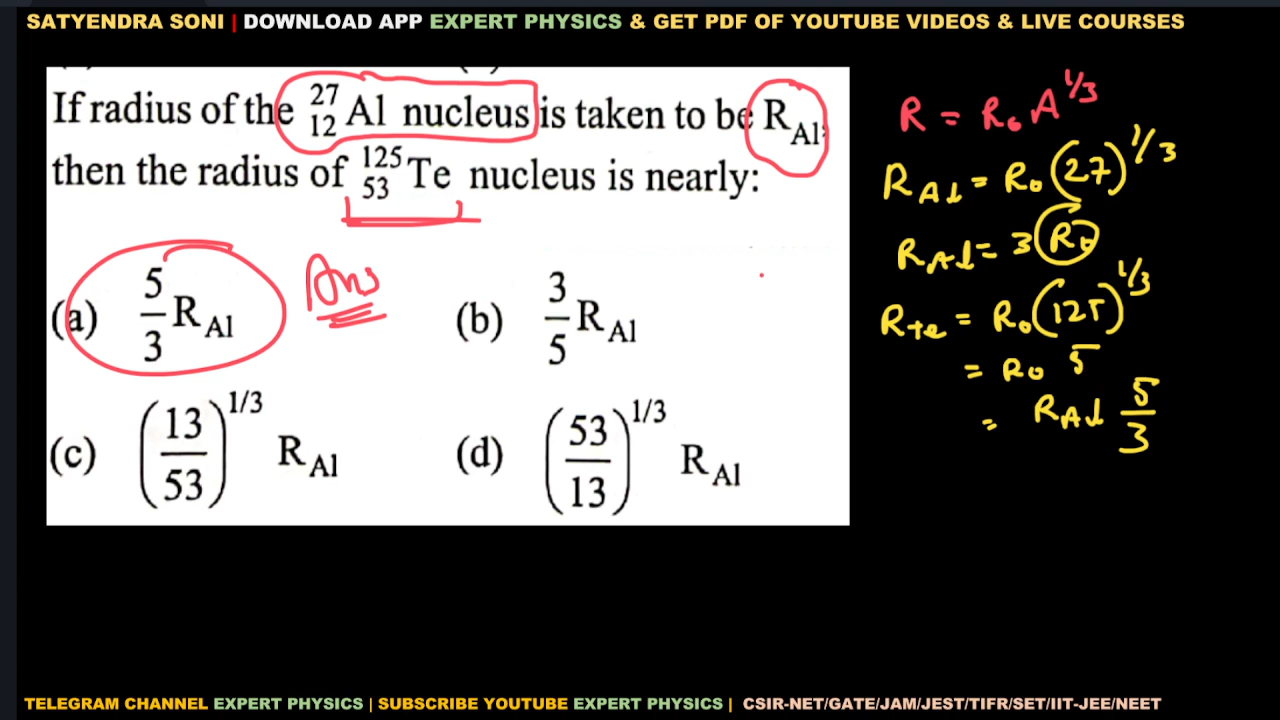 SATYENDRA SONI | DOWNLOAD APP EXPERT PHYSICS & GET PDF OF YOUTUBE VIDEOS & LIVE COURSES
If radius of the ²⁷₁₂Al nucleus is taken to be R_Al,
then the radius of ¹²⁵₅₃Te nucleus is nearly:
(a) 5/3 R_Al
Ans
(b) 3/5 R_Al
(c) (13/53)^1/3 R_Al
(d) (53/13)^1/3 R_Al
R = R₀ A^1/3
R_Al = R₀ (27)^1/3
R_Al = 3 R₀
R_te = R₀ (125)^1/3
= R₀ 5
= R_Al 5/3
TELEGRAM CHANNEL EXPERT PHYSICS | SUBSCRIBE YOUTUBE EXPERT PHYSICS | CSIR-NET/GATE/JAM/JEST/TIFR/SET/IIT-JEE/NEET